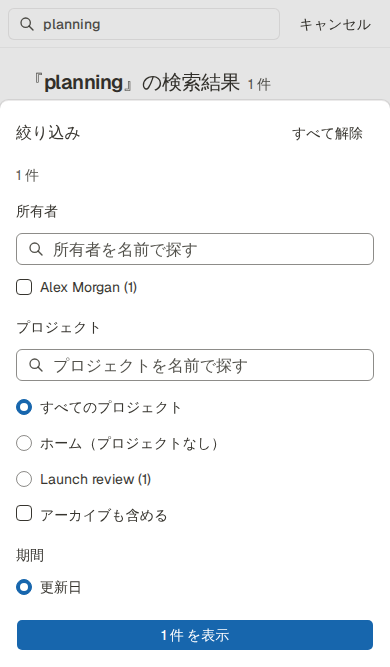 planning
キャンセル
『planning』の検索結果 1 件
絞り込み
すべて解除
1 件
所有者
所有者を名前で探す
Alex Morgan (1)
プロジェクト
プロジェクトを名前で探す
すべてのプロジェクト
ホーム（プロジェクトなし）
Launch review (1)
アーカイブも含める
期間
更新日
1 件 を表示